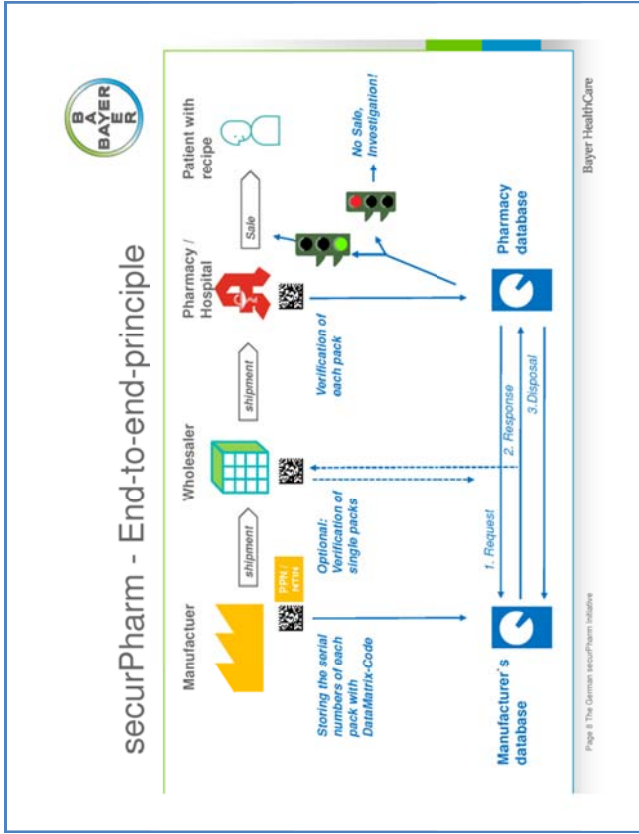 securPharm - End-to-end-principle
B
A
BAYER
E
R
Manufactuer
Wholesaler
Pharmacy /
Hospital
Patient with
recipe
shipment
shipment
Sale
PPN /
NTIN
Storing the serial
numbers of each
pack with
DataMatrix-Code
Optional:
Verification of
single packs
Verification of
each pack
No Sale,
Investigation!
1. Request
2. Response
3.Disposal
Manufacturer`s
database
Pharmacy
database
Page 8 The German securPharm Initiative
Bayer HealthCare